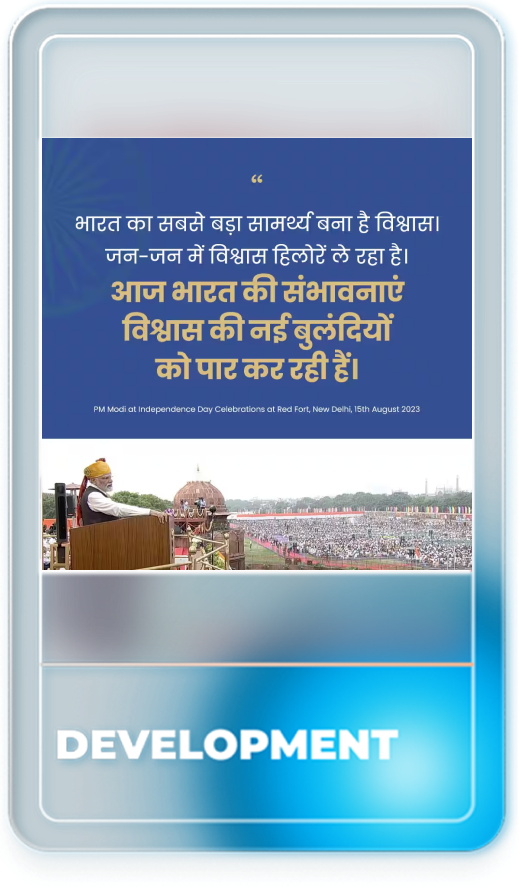 “
भारत का सबसे बड़ा सामर्थ्य बना है विश्वास।
जन-जन में विश्वास हिलोरें ले रहा है।
आज भारत की संभावनाएं
विश्वास की नई बुलंदियों
को पार कर रही हैं।
PM Modi at Independence Day Celebrations at Red Fort, New Delhi, 15th August 2023
DEVELOPMENT